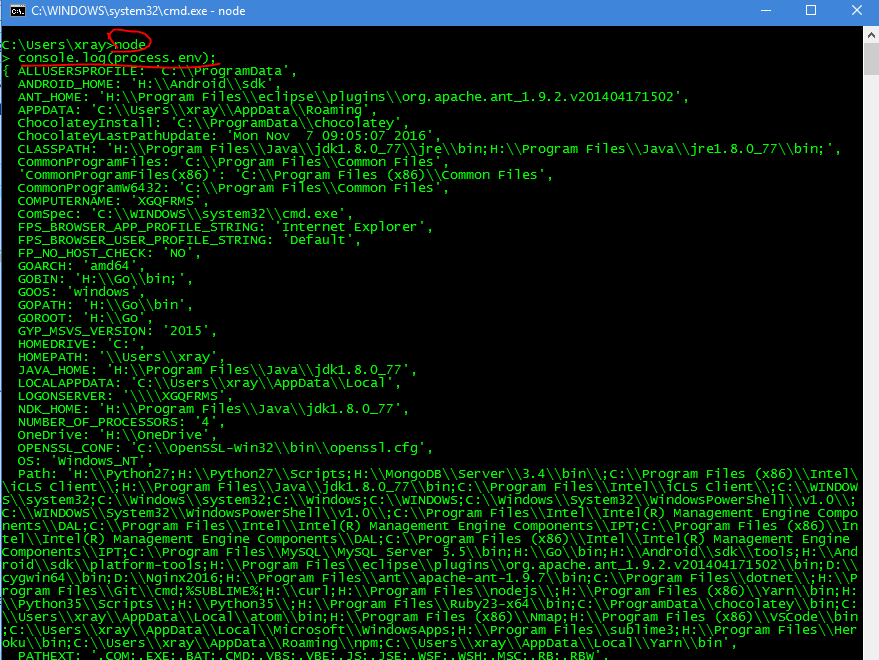 C:\WINDOWS\system32\cmd.exe - node
C:\Users\xray>node
> console.log(process.env);
{ ALLUSERSPROFILE: 'C:\\ProgramData',
ANDROID_HOME: 'H:\\Android\\sdk',
ANT_HOME: 'H:\\Program Files\\eclipse\\plugins\\org.apache.ant_1.9.2.v201404171502',
APPDATA: 'C:\\Users\\xray\\AppData\\Roaming',
ChocolateyInstall: 'C:\\ProgramData\\chocolatey',
ChocolateyLastPathUpdate: 'Mon Nov  7 09:05:07 2016',
CLASSPATH: 'H:\\Program Files\\Java\\jdk1.8.0_77\\jre\\bin;H:\\Program Files\\Java\\jre1.8.0_77\\bin;',
CommonProgramFiles: 'C:\\Program Files\\Common Files',
'CommonProgramFiles(x86)': 'C:\\Program Files (x86)\\Common Files',
CommonProgramW6432: 'C:\\Program Files\\Common Files',
COMPUTERNAME: 'XGQFRMS',
ComSpec: 'C:\\WINDOWS\\system32\\cmd.exe',
FPS_BROWSER_APP_PROFILE_STRING: 'Internet Explorer',
FPS_BROWSER_USER_PROFILE_STRING: 'Default',
FP_NO_HOST_CHECK: 'NO',
GOARCH: 'amd64',
GOBIN: 'H:\\Go\\bin;',
GOOS: 'windows',
GOPATH: 'H:\\Go\\bin',
GOROOT: 'H:\\Go',
GYP_MSVS_VERSION: '2015',
HOMEDRIVE: 'C:',
HOMEPATH: '\\Users\\xray',
JAVA_HOME: 'H:\\Program Files\\Java\\jdk1.8.0_77',
LOCALAPPDATA: 'C:\\Users\\xray\\AppData\\Local',
LOGONSERVER: '\\\\XGQFRMS',
NDK_HOME: 'H:\\Program Files\\Java\\jdk1.8.0_77',
NUMBER_OF_PROCESSORS: '4',
OneDrive: 'H:\\OneDrive',
OPENSSL_CONF: 'C:\\OpenSSL-Win32\\bin\\openssl.cfg',
OS: 'Windows_NT',
Path: 'H:\\Python27;H:\\Python27\\Scripts;H:\\MongoDB\\Server\\3.4\\bin\\;C:\\Program Files (x86)\\Intel\
\iCLS Client\\;H:\\Program Files\\Java\\jdk1.8.0_77\\bin;C:\\Program Files\\Intel\\iCLS Client\\;C:\\WINDOW
S\\system32;C:\\Windows\\system32;C:\\Windows;C:\\WINDOWS;C:\\Windows\\System32\\WindowsPowerShell\\v1.0\\;
C:\\WINDOWS\\System32\\WindowsPowerShell\\v1.0\\;C:\\Program Files\\Intel\\Intel(R) Management Engine Compo
nents\\DAL;C:\\Program Files\\Intel\\Intel(R) Management Engine Components\\IPT;C:\\Program Files (x86)\\In
tel\\Intel(R) Management Engine Components\\DAL;C:\\Program Files (x86)\\Intel\\Intel(R) Management Engine
Components\\IPT;C:\\Program Files\\MySQL\\MySQL Server 5.5\\bin;H:\\Go\\bin;H:\\Android\\sdk\\tools;H:\\And
roid\\sdk\\platform-tools;H:\\Program Files\\eclipse\\plugins\\org.apache.ant_1.9.2.v201404171502\\bin;D:\\
cygwin64\\bin;D:\\Nginx2016;H:\\Program Files\\ant\\apache-ant-1.9.7\\bin;C:\\Program Files\\dotnet\\;H:\\P
rogram Files\\Git\\cmd;%SUBLIME%;H:\\curl;H:\\Program Files\\nodejs\\;H:\\Program Files (x86)\\Yarn\\bin;H:
\\Python35\\Scripts\\;H:\\Python35\\;H:\\Program Files\\Ruby23-x64\\bin;C:\\ProgramData\\chocolatey\\bin;C:
\\Users\\xray\\AppData\\Local\\atom\\bin;H:\\Program Files (x86)\\Nmap;H:\\Program Files (x86)\\VSCode\\bin
;C:\\Users\\xray\\AppData\\Local\\Microsoft\\WindowsApps;H:\\Program Files\\sublime3;H:\\Program Files\\Her
oku\\bin;C:\\Users\\xray\\AppData\\Roaming\\npm;C:\\Users\\xray\\AppData\\Local\\Yarn\\bin',
PATHEXT: '.COM;.EXE;.BAT;.CMD;.VBS;.VBE;.JS;.JSE;.WSF;.WSH;.MSC;.RB;.RBW',